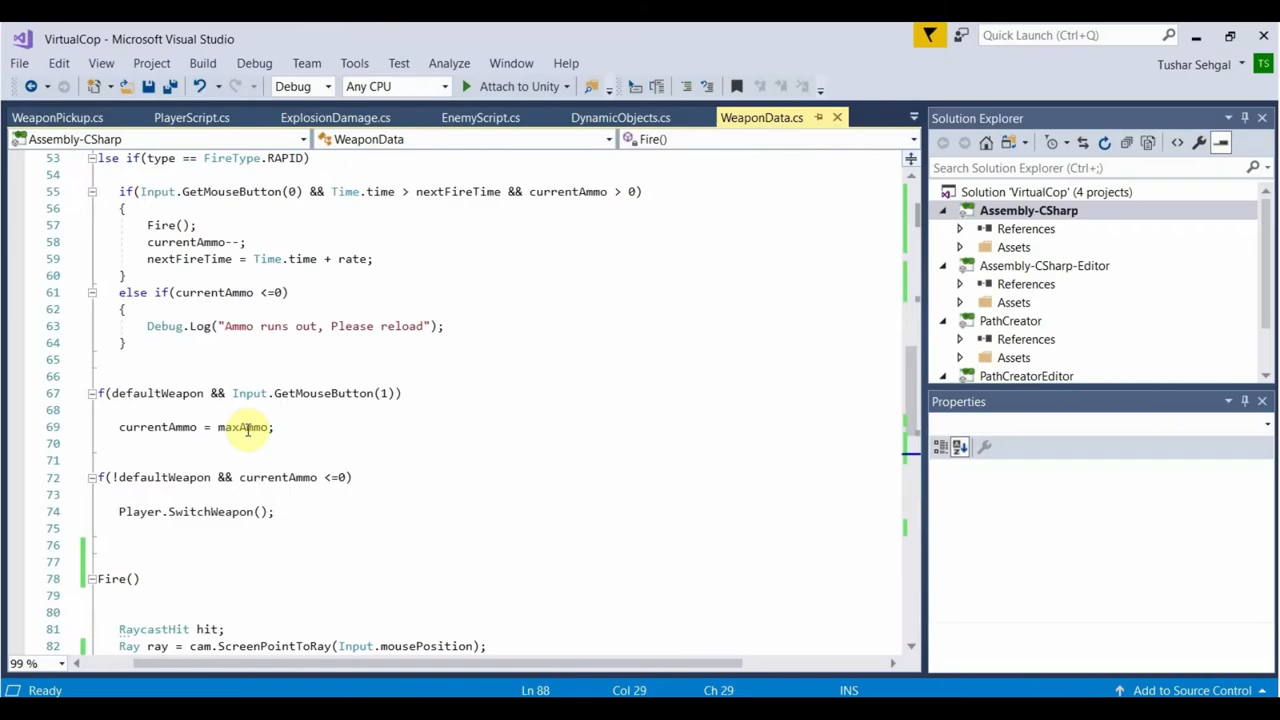 VirtualCop - Microsoft Visual Studio
Quick Launch (Ctrl+Q)
File Edit View Project Build Debug Team Tools Test Analyze Window Help
Tushar Sehgal
TS
Debug Any CPU Attach to Unity
WeaponPickup.cs PlayerScript.cs ExplosionDamage.cs EnemyScript.cs DynamicObjects.cs WeaponData.cs
Assembly-CSharp WeaponData Fire()
53 lse if(type == FireType.RAPID)
54
55 if(Input.GetMouseButton(0) && Time.time > nextFireTime && currentAmmo > 0)
56 {
57 Fire();
58 currentAmmo--;
59 nextFireTime = Time.time + rate;
60 }
61 else if(currentAmmo <=0)
62 {
63 Debug.Log("Ammo runs out, Please reload");
64 }
65
66
67 f(defaultWeapon && Input.GetMouseButton(1))
68
69 currentAmmo = maxAmmo;
70
71
72 f(!defaultWeapon && currentAmmo <=0)
73
74 Player.SwitchWeapon();
75
76
77
78 Fire()
79
80
81 RaycastHit hit;
82 Ray ray = cam.ScreenPointToRay(Input.mousePosition);
99 %
Solution Explorer
Search Solution Explorer (Ctrl+;)
Solution 'VirtualCop' (4 projects)
Assembly-CSharp
References
Assets
Assembly-CSharp-Editor
References
Assets
PathCreator
References
Assets
PathCreatorEditor
Properties
Ready Ln 88 Col 29 Ch 29 INS Add to Source Control